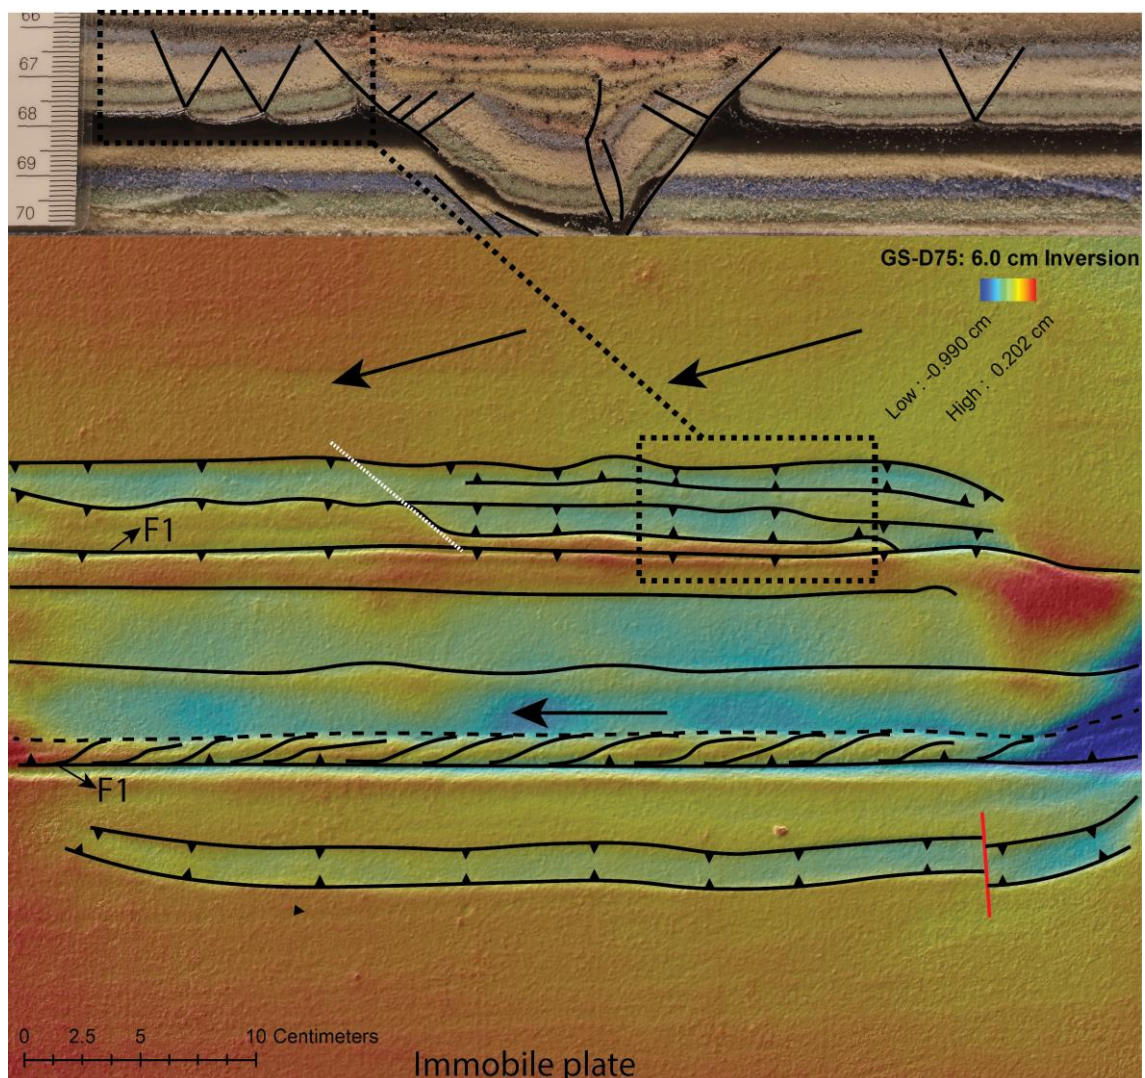 66
67
68
69
70
GS-D75: 6.0 cm Inversion
Low : -0.990 cm
High : 0.202 cm
F1
F1
0 2.5 5 10 Centimeters
Immobile plate